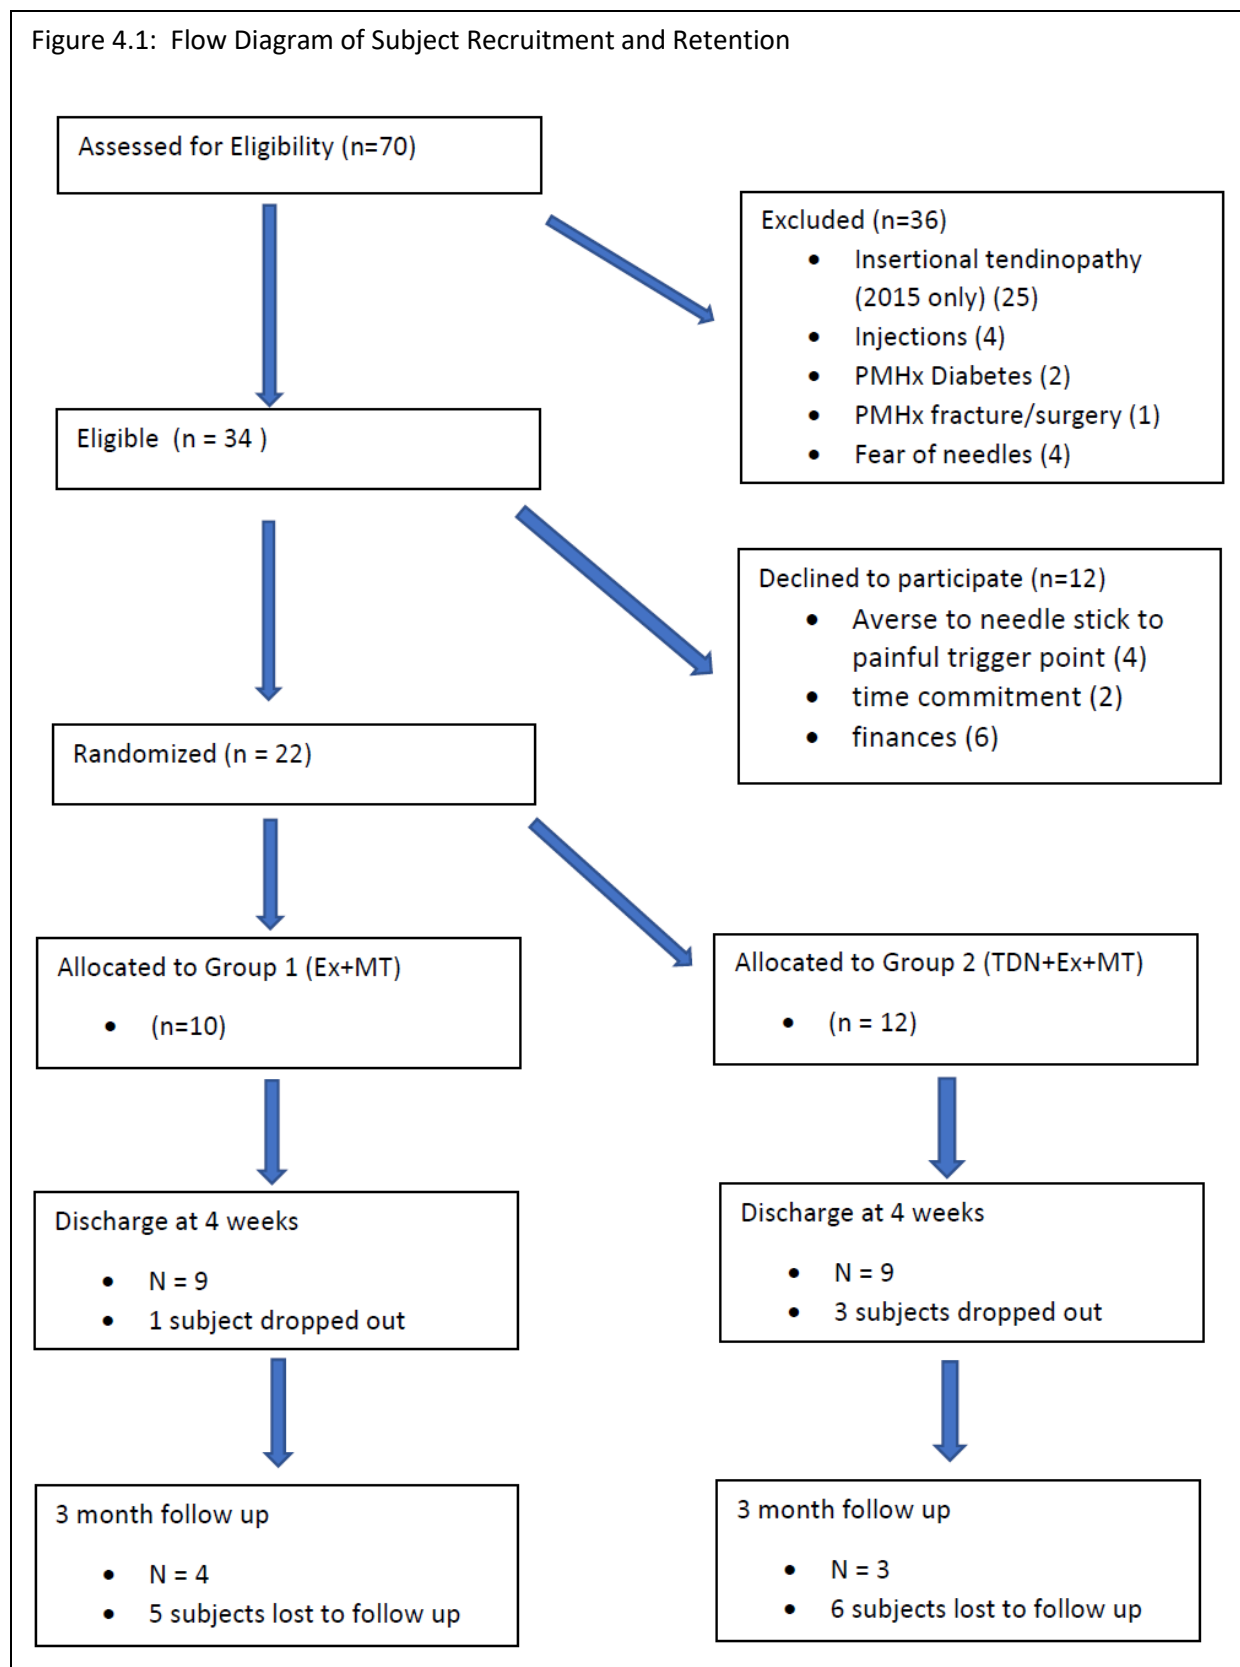 Figure 4.1:  Flow Diagram of Subject Recruitment and Retention
Assessed for Eligibility (n=70)
Excluded (n=36)
• Insertional tendinopathy
(2015 only) (25)
• Injections (4)
• PMHx Diabetes (2)
• PMHx fracture/surgery (1)
• Fear of needles (4)
Eligible  (n = 34 )
Declined to participate (n=12)
• Averse to needle stick to
painful trigger point (4)
• time commitment (2)
• finances (6)
Randomized (n = 22)
Allocated to Group 1 (Ex+MT)
• (n=10)
Allocated to Group 2 (TDN+Ex+MT)
• (n = 12)
Discharge at 4 weeks
• N = 9
• 1 subject dropped out
Discharge at 4 weeks
• N = 9
• 3 subjects dropped out
3 month follow up
• N = 4
• 5 subjects lost to follow up
3 month follow up
• N = 3
• 6 subjects lost to follow up